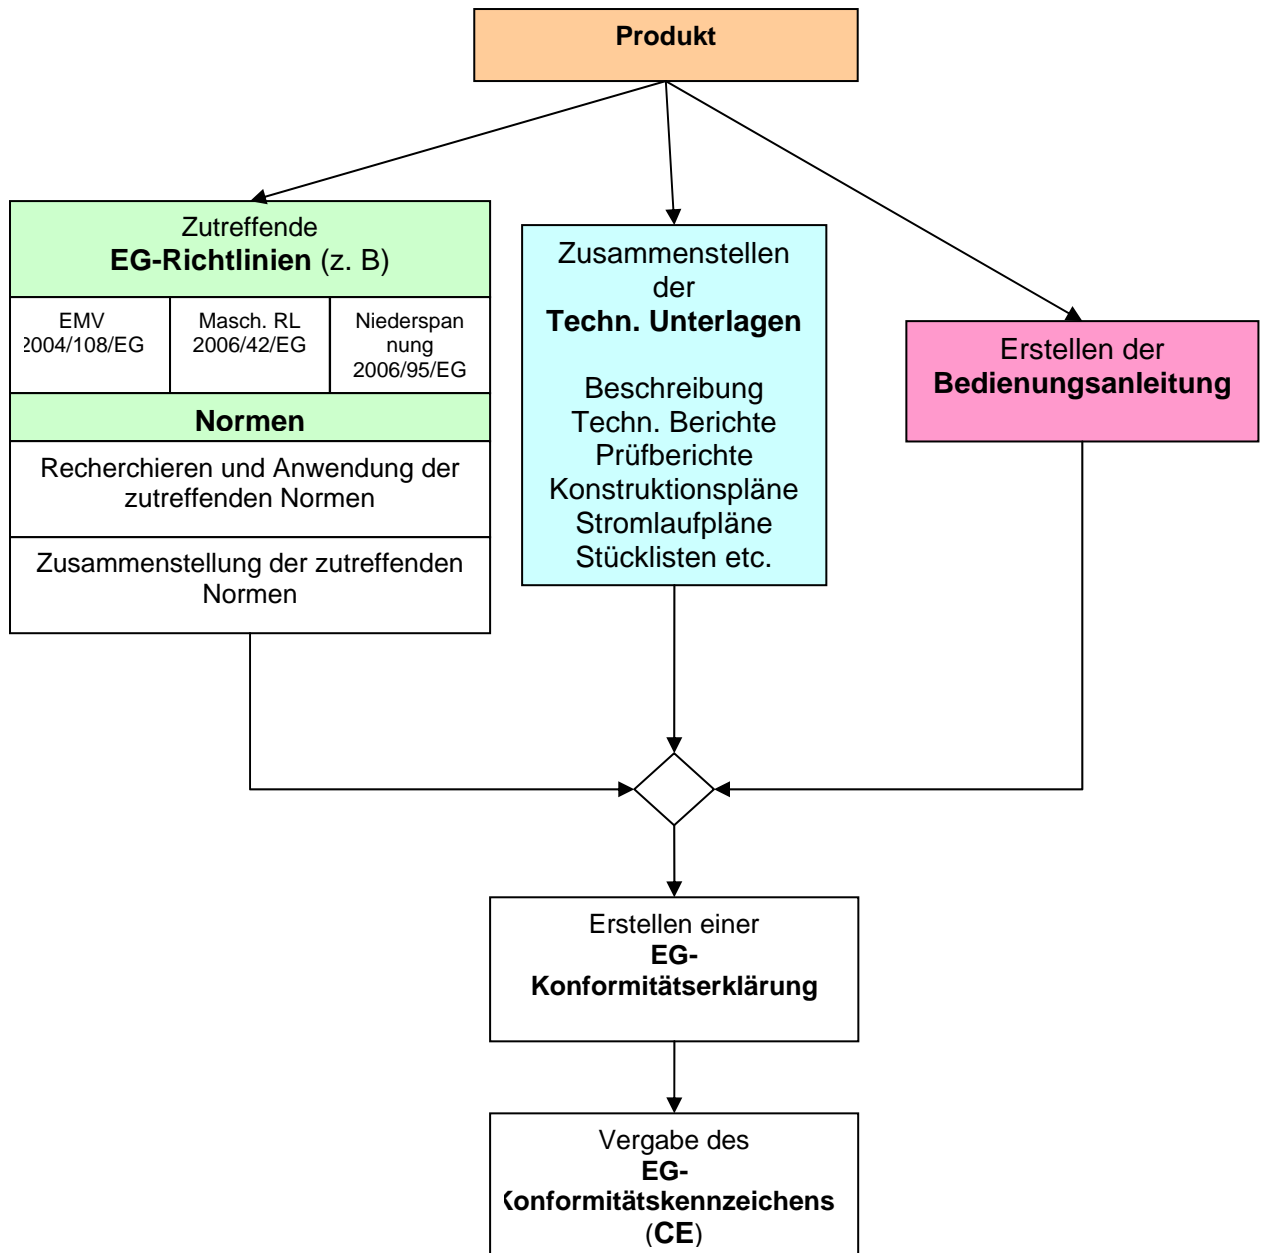 Produkt
Zutreffende
EG-Richtlinien (z. B)
EMV
2004/108/EG
Masch. RL
2006/42/EG
Niederspan
nung
2006/95/EG
Normen
Recherchieren und Anwendung der
zutreffenden Normen
Zusammenstellung der zutreffenden
Normen
Zusammenstellen
der
Techn. Unterlagen
Beschreibung
Techn. Berichte
Prüfberichte
Konstruktionspläne
Stromlaufpläne
Stücklisten etc.
Erstellen der
Bedienungsanleitung
Erstellen einer
EG-
Konformitätserklärung
Vergabe des
EG-
Konformitätskennzeichens
(CE)